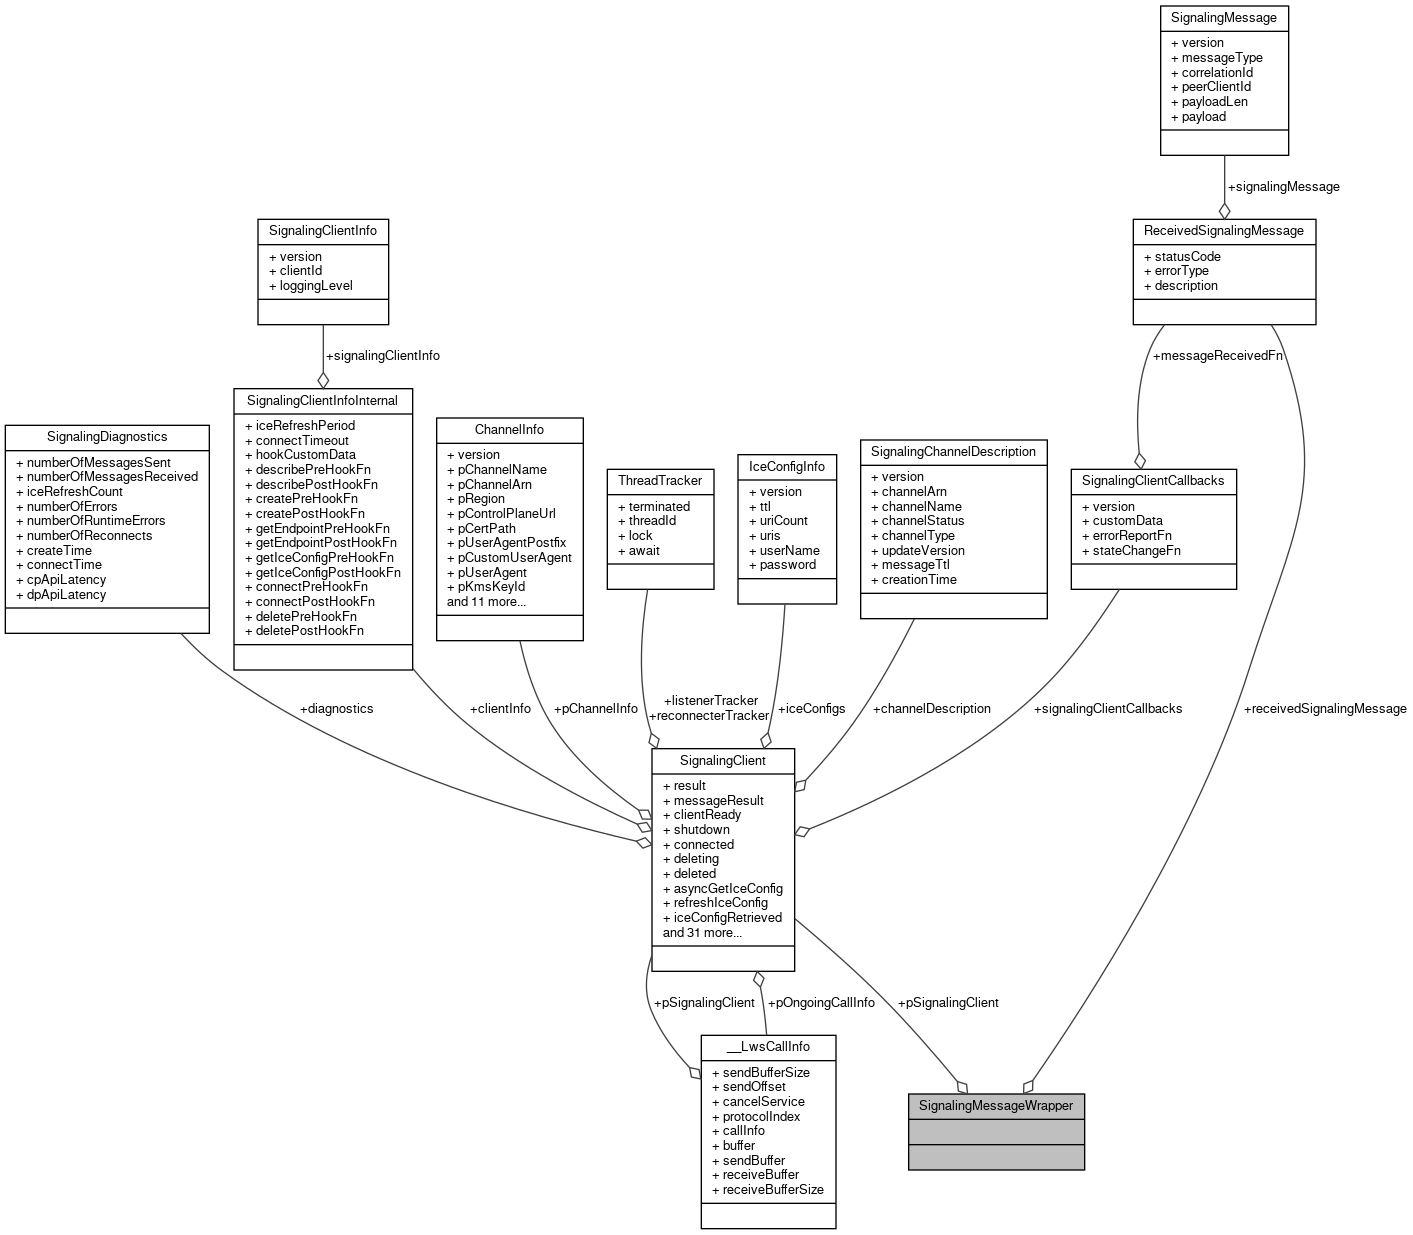 SignalingMessage
+ version
+ messageType
+ correlationId
+ peerClientId
+ payloadLen
+ payload
+signalingMessage
SignalingClientInfo
+ version
+ clientId
+ loggingLevel
ReceivedSignalingMessage
+ statusCode
+ errorType
+ description
+signalingClientInfo
+messageReceivedFn
SignalingDiagnostics
+ numberOfMessagesSent
+ numberOfMessagesReceived
+ iceRefreshCount
+ numberOfErrors
+ numberOfRuntimeErrors
+ numberOfReconnects
+ createTime
+ connectTime
+ cpApiLatency
+ dpApiLatency
SignalingClientInfoInternal
+ iceRefreshPeriod
+ connectTimeout
+ hookCustomData
+ describePreHookFn
+ describePostHookFn
+ createPreHookFn
+ createPostHookFn
+ getEndpointPreHookFn
+ getEndpointPostHookFn
+ getIceConfigPreHookFn
+ getIceConfigPostHookFn
+ connectPreHookFn
+ connectPostHookFn
+ deletePreHookFn
+ deletePostHookFn
ChannelInfo
+ version
+ pChannelName
+ pChannelArn
+ pRegion
+ pControlPlaneUrl
+ pCertPath
+ pUserAgentPostfix
+ pCustomUserAgent
+ pUserAgent
+ pKmsKeyId
and 11 more...
ThreadTracker
+ terminated
+ threadId
+ lock
+ await
IceConfigInfo
+ version
+ ttl
+ uriCount
+ uris
+ userName
+ password
SignalingChannelDescription
+ version
+ channelArn
+ channelName
+ channelStatus
+ channelType
+ updateVersion
+ messageTtl
+ creationTime
SignalingClientCallbacks
+ version
+ customData
+ errorReportFn
+ stateChangeFn
+diagnostics
+clientInfo
+pChannelInfo
+listenerTracker
+reconnecterTracker
+iceConfigs
+channelDescription
+signalingClientCallbacks
+receivedSignalingMessage
SignalingClient
+ result
+ messageResult
+ clientReady
+ shutdown
+ connected
+ deleting
+ deleted
+ asyncGetIceConfig
+ refreshIceConfig
+ iceConfigRetrieved
and 31 more...
+pSignalingClient
+pOngoingCallInfo
+pSignalingClient
__LwsCallInfo
+ sendBufferSize
+ sendOffset
+ cancelService
+ protocolIndex
+ callInfo
+ buffer
+ sendBuffer
+ receiveBuffer
+ receiveBufferSize
SignalingMessageWrapper